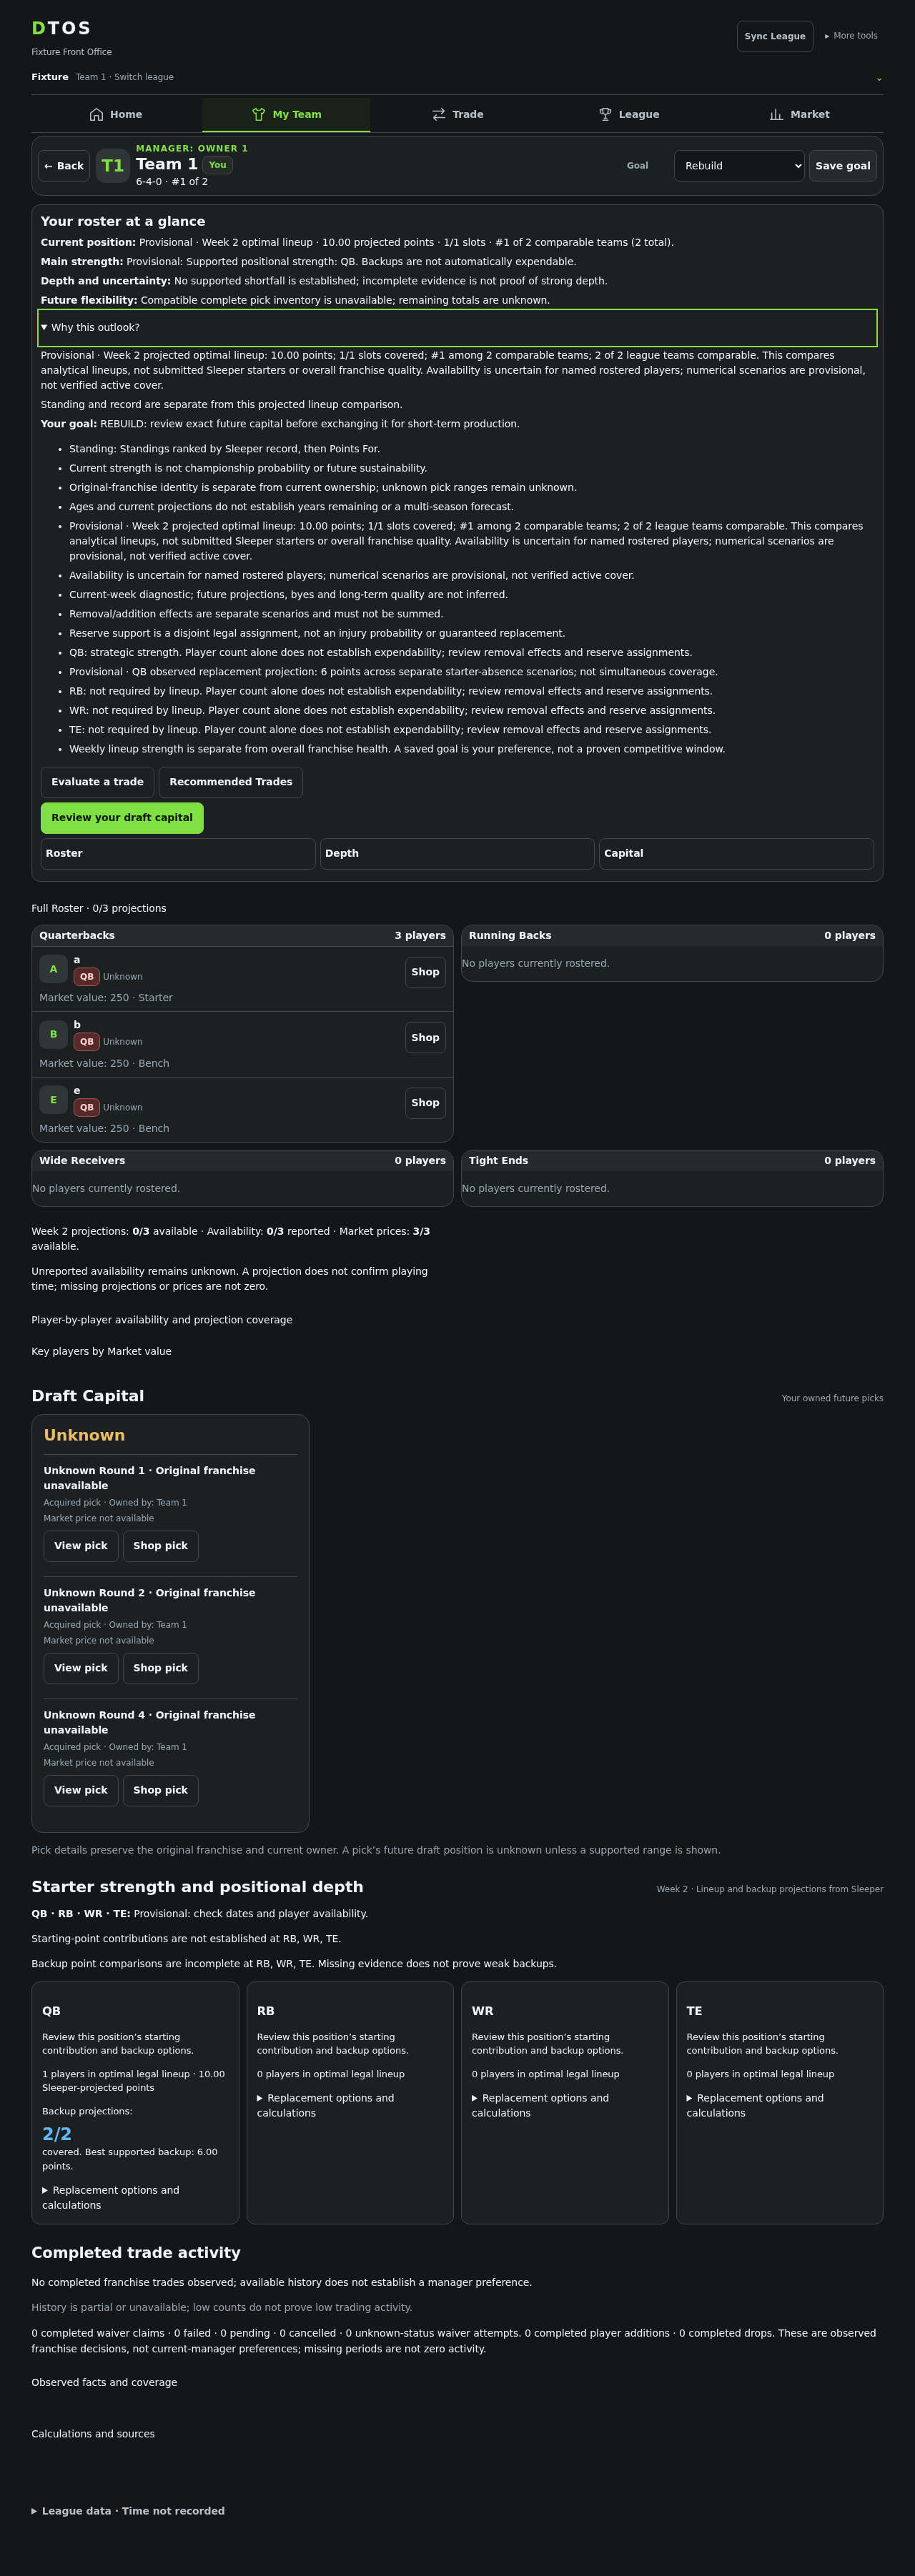 DTOS
Fixture Front Office
Sync League
▸ More tools
Fixture Team 1 · Switch league
Home
My Team
Trade
League
Market
← Back
T1
MANAGER: OWNER 1
Team 1 You
6-4-0 · #1 of 2
Goal
Rebuild
Save goal
Your roster at a glance
Current position: Provisional · Week 2 optimal lineup · 10.00 projected points · 1/1 slots · #1 of 2 comparable teams (2 total).
Main strength: Provisional: Supported positional strength: QB. Backups are not automatically expendable.
Depth and uncertainty: No supported shortfall is established; incomplete evidence is not proof of strong depth.
Future flexibility: Compatible complete pick inventory is unavailable; remaining totals are unknown.
▼ Why this outlook?
Provisional · Week 2 projected optimal lineup: 10.00 points; 1/1 slots covered; #1 among 2 comparable teams; 2 of league teams comparable. This compares
analytical lineups, not submitted Sleeper starters or overall franchise quality. Availability is uncertain for named rostered players; numerical scenarios are provisional,
not verified active cover.
Standing and record are separate from this projected lineup comparison.
Your goal: REBUILD: review exact future capital before exchanging it for short-term production.
• Standing: Standings ranked by Sleeper record, then Points For.
• Current strength is not championship probability or future sustainability.
• Original-franchise identity is separate from current ownership; unknown pick ranges remain unknown.
• Ages and current projections do not establish years remaining or a multi-season forecast.
• Provisional · Week 2 projected optimal lineup: 10.00 points; 1/1 slots covered; #1 among 2 comparable teams; 2 of league teams comparable. This compares
analytical lineups, not submitted Sleeper starters or overall franchise quality. Availability is uncertain for named rostered players; numerical scenarios are
provisional, not verified active cover.
• Availability is uncertain for named rostered players; numerical scenarios are provisional, not verified active cover.
• Current-week diagnostic; future projections, byes and long-term quality are not inferred.
• Removal/addition effects are separate scenarios and must not be summed.
• Reserve support is a disjoint legal assignment, not an injury probability or guaranteed replacement.
• QB: strategic strength. Player count alone does not establish expendability; review removal effects and reserve assignments.
• Provisional · QB observed replacement projection: 6 points across separate starter-absence scenarios; not simultaneous coverage.
• RB: not required by lineup. Player count alone does not establish expendability; review removal effects and reserve assignments.
• WR: not required by lineup. Player count alone does not establish expendability; review removal effects and reserve assignments.
• TE: not required by lineup. Player count alone does not establish expendability; review removal effects and reserve assignments.
• Weekly lineup strength is separate from overall franchise health. A saved goal is your preference, not a proven competitive window.
Evaluate a trade
Recommended Trades
Review your draft capital
Roster
Depth
Capital
Full Roster · 0/3 projections
Quarterbacks 3 players
A
a
QB Unknown
Shop
Market value: 250 · Starter
B
b
QB Unknown
Shop
Market value: 250 · Bench
E
e
QB Unknown
Shop
Market value: 250 · Bench
Running Backs 0 players
No players currently rostered.
Wide Receivers 0 players
No players currently rostered.
Tight Ends 0 players
No players currently rostered.
Week 2 projections: 0/3 available · Availability: 0/3 reported · Market prices: 3/3
available.
Unreported availability remains unknown. A projection does not confirm playing
time; missing projections or prices are not zero.
Player-by-player availability and projection coverage
Key players by Market value
Draft Capital
Your owned future picks
Unknown
Unknown Round 1 · Original franchise
unavailable
Acquired pick · Owned by: Team 1
Market price not available
View pick
Shop pick
Unknown Round 2 · Original franchise
unavailable
Acquired pick · Owned by: Team 1
Market price not available
View pick
Shop pick
Unknown Round 4 · Original franchise
unavailable
Acquired pick · Owned by: Team 1
Market price not available
View pick
Shop pick
Pick details preserve the original franchise and current owner. A pick's future draft position is unknown unless a supported range is shown.
Starter strength and positional depth
Week 2 · Lineup and backup projections from Sleeper
QB · RB · WR · TE: Provisional: check dates and player availability.
Starting-point contributions are not established at RB, WR, TE.
Backup point comparisons are incomplete at RB, WR, TE. Missing evidence does not prove weak backups.
QB
Review this position's starting
contribution and backup options.
1 players in optimal legal lineup · 10.00
Sleeper-projected points
Backup projections:
2/2
covered. Best supported backup: 6.00
points.
▶ Replacement options and
calculations
RB
Review this position's starting
contribution and backup options.
0 players in optimal legal lineup
▶ Replacement options and
calculations
WR
Review this position's starting
contribution and backup options.
0 players in optimal legal lineup
▶ Replacement options and
calculations
TE
Review this position's starting
contribution and backup options.
0 players in optimal legal lineup
▶ Replacement options and
calculations
Completed trade activity
No completed franchise trades observed; available history does not establish a manager preference.
History is partial or unavailable; low counts do not prove low trading activity.
0 completed waiver claims · 0 failed · 0 pending · 0 cancelled · 0 unknown-status waiver attempts. 0 completed player additions · 0 completed drops. These are observed
franchise decisions, not current-manager preferences; missing periods are not zero activity.
Observed facts and coverage
Calculations and sources
▶ League data · Time not recorded